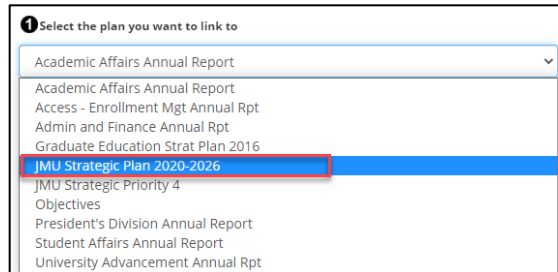 1 Select the plan you want to link to
Academic Affairs Annual Report
Academic Affairs Annual Report
Access - Enrollment Mgt Annual Rpt
Admin and Finance Annual Rpt
Graduate Education Strat Plan 2016
JMU Strategic Plan 2020-2026
JMU Strategic Priority 4
Objectives
President's Division Annual Report
Student Affairs Annual Report
University Advancement Annual Rpt